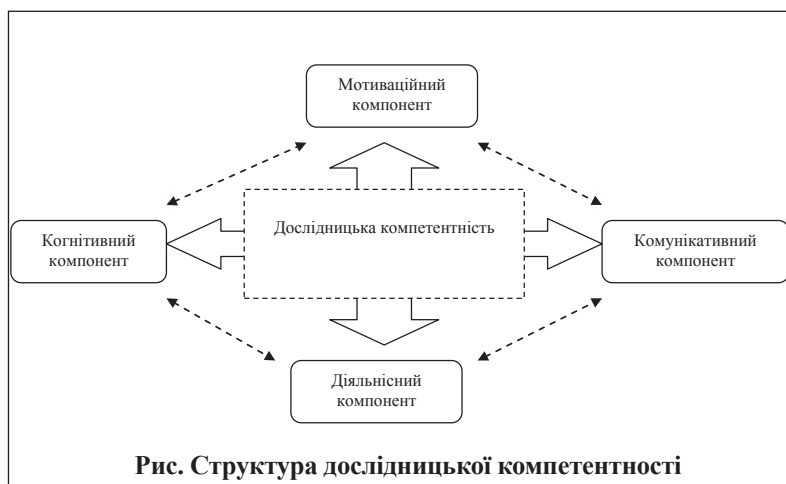 Мотиваційний
компонент
Дослідницька компетентність
Когнітивний
компонент
Комунікативний
компонент
Діяльнісний
компонент
Рис. Структура дослідницької компетентності